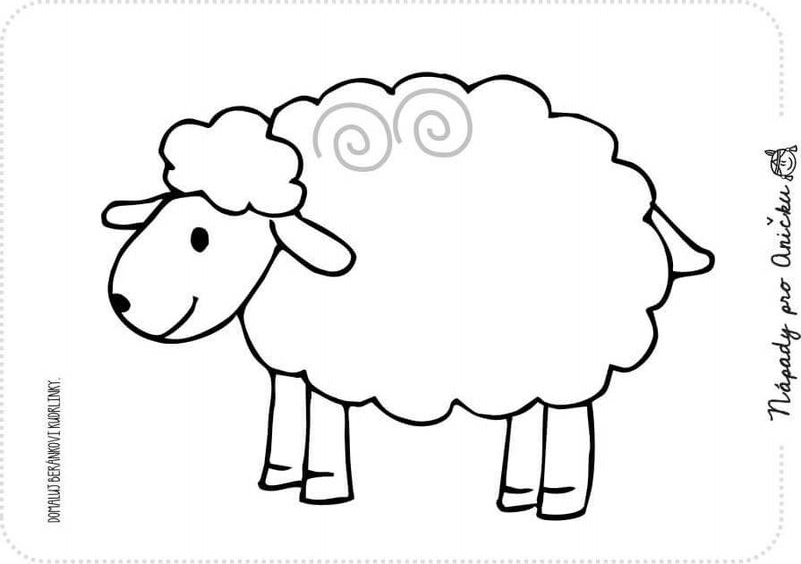 DOMALUJ BERÁNKOVI KUDRLINKY.
Nápady pro Aničku